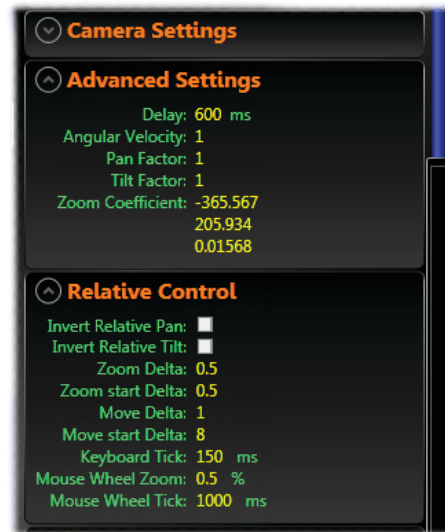 Camera Settings
Advanced Settings
Delay: 600 ms
Angular Velocity: 1
Pan Factor: 1
Tilt Factor: 1
Zoom Coefficient: -365.567
205.934
0.01568
Relative Control
Invert Relative Pan:
Invert Relative Tilt:
Zoom Delta: 0.5
Zoom start Delta: 0.5
Move Delta: 1
Move start Delta: 8
Keyboard Tick: 150 ms
Mouse Wheel Zoom: 0.5 %
Mouse Wheel Tick: 1000 ms